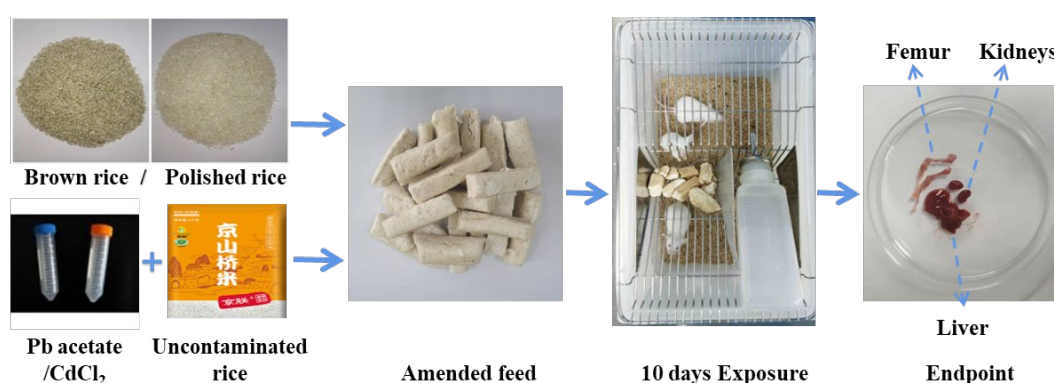 Femur Kidneys
Brown rice / Polished rice
京山桥米
Liver
Pb acetate
/CdCl₂
Uncontaminated
rice
Amended feed
10 days Exposure
Endpoint